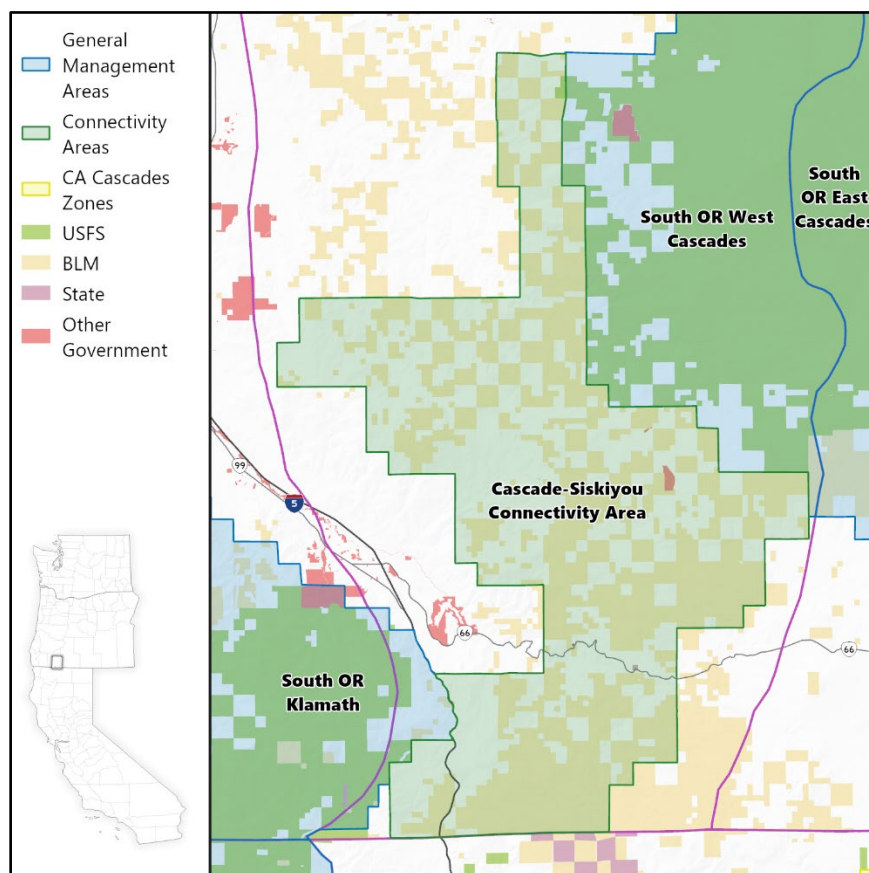 General
Management
Areas
Connectivity
Areas
CA Cascades
Zones
USFS
BLM
State
Other
Government
South OR West
Cascades
South
OR East
Cascades
Cascade-Siskiyou
Connectivity Area
South OR
Klamath
99
5
66
66